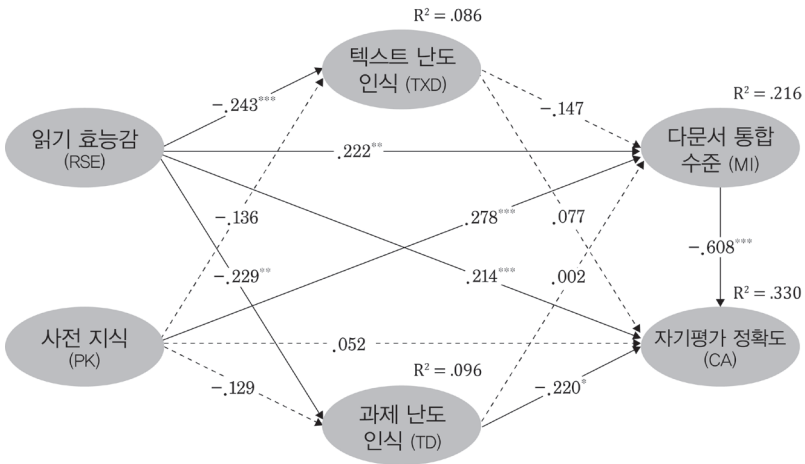 R² = .086
텍스트 난도
인식 (TXD)
-.243***
-.147
R² = .216
읽기 효능감
(RSE)
.222**
다문서 통합
수준 (MI)
-.136
.278***
.077
-.608***
-.229**
.214***
.002
R² = .330
사전 지식
(PK)
.052
자기평가 정확도
(CA)
-.129
R² = .096
-.220*
과제 난도
인식 (TD)